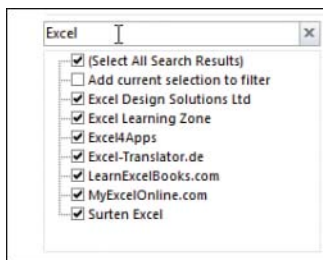 Excel
(Select All Search Results)
Add current selection to filter
Excel Design Solutions Ltd
Excel Learning Zone
Excel4Apps
Excel-Translator.de
LearnExcelBooks.com
MyExcelOnline.com
Surten Excel